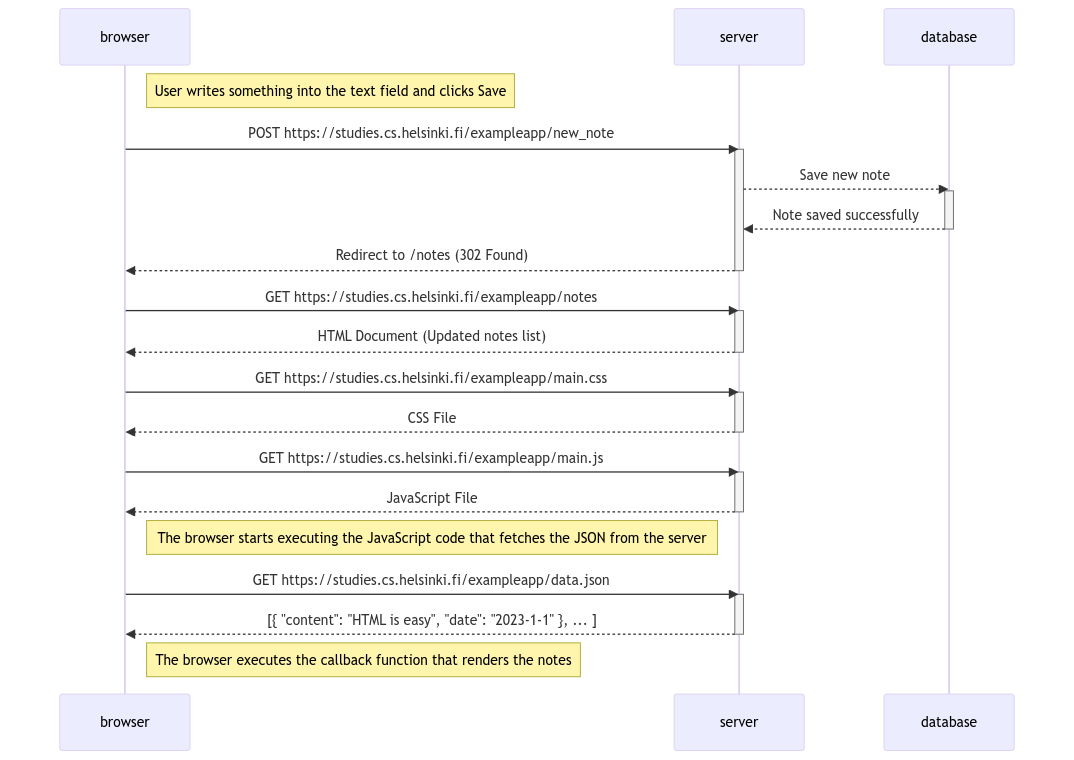 browser
server
database
User writes something into the text field and clicks Save
POST https://studies.cs.helsinki.fi/exampleapp/new_note
Save new note
Note saved successfully
Redirect to /notes (302 Found)
GET https://studies.cs.helsinki.fi/exampleapp/notes
HTML Document (Updated notes list)
GET https://studies.cs.helsinki.fi/exampleapp/main.css
CSS File
GET https://studies.cs.helsinki.fi/exampleapp/main.js
JavaScript File
The browser starts executing the JavaScript code that fetches the JSON from the server
GET https://studies.cs.helsinki.fi/exampleapp/data.json
[{ "content": "HTML is easy", "date": "2023-1-1" }, ... ]
The browser executes the callback function that renders the notes
browser
server
database